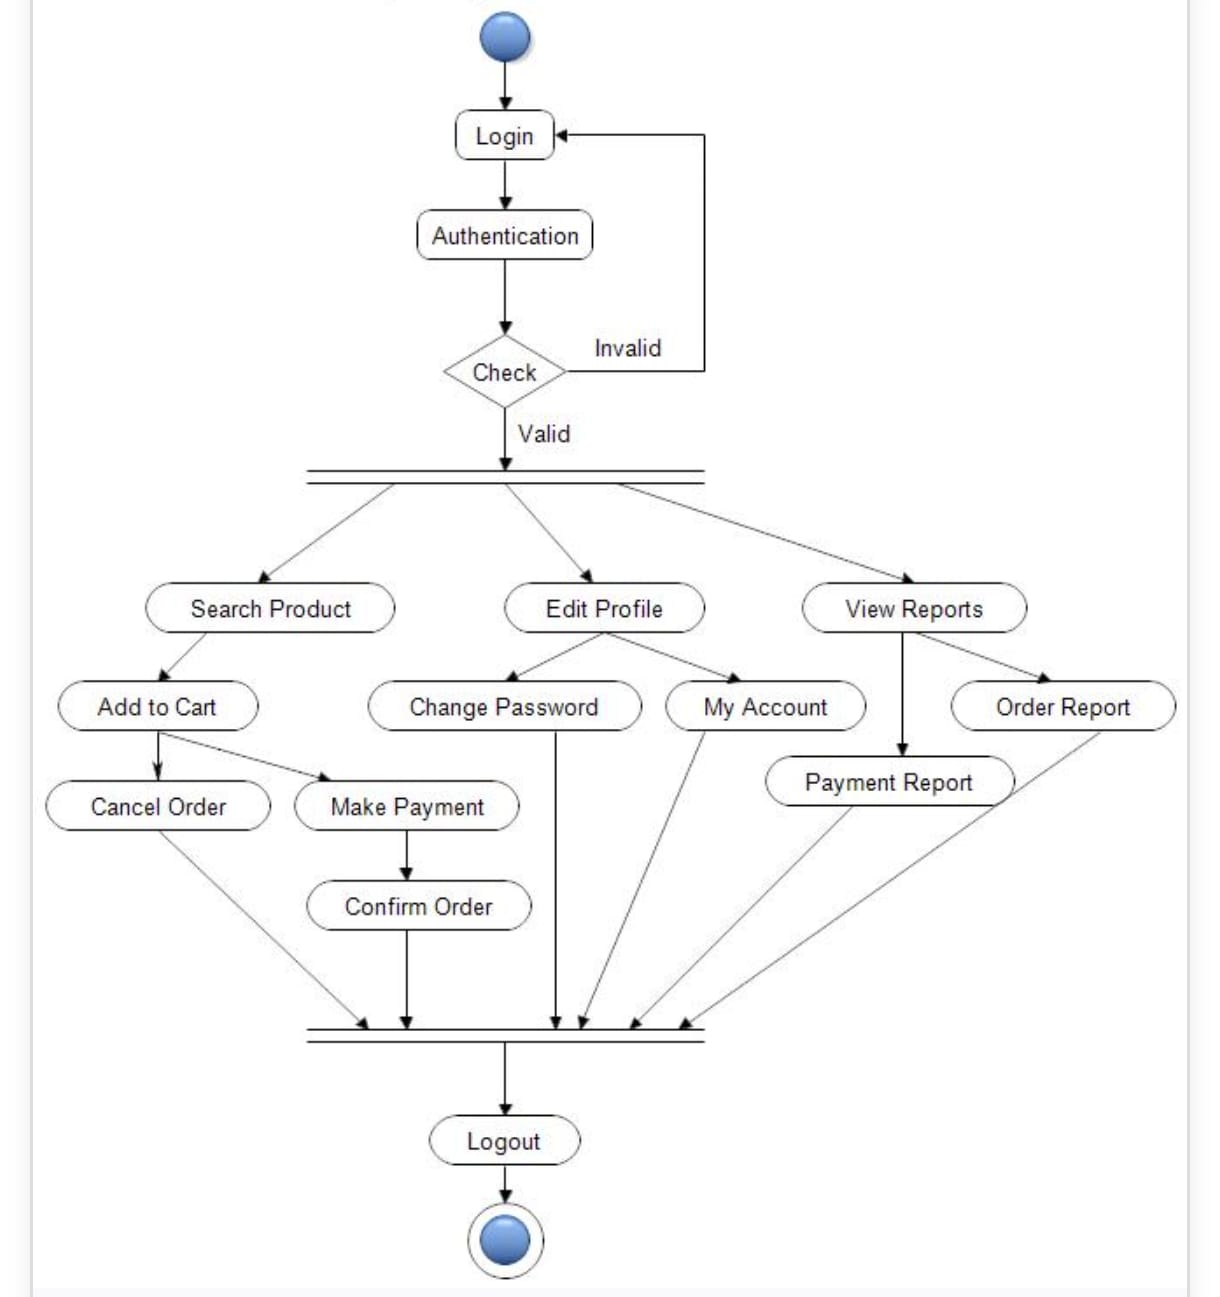 Login
Authentication
Check
Invalid
Valid
Search Product
Edit Profile
View Reports
Add to Cart
Change Password
My Account
Order Report
Payment Report
Cancel Order
Make Payment
Confirm Order
Logout